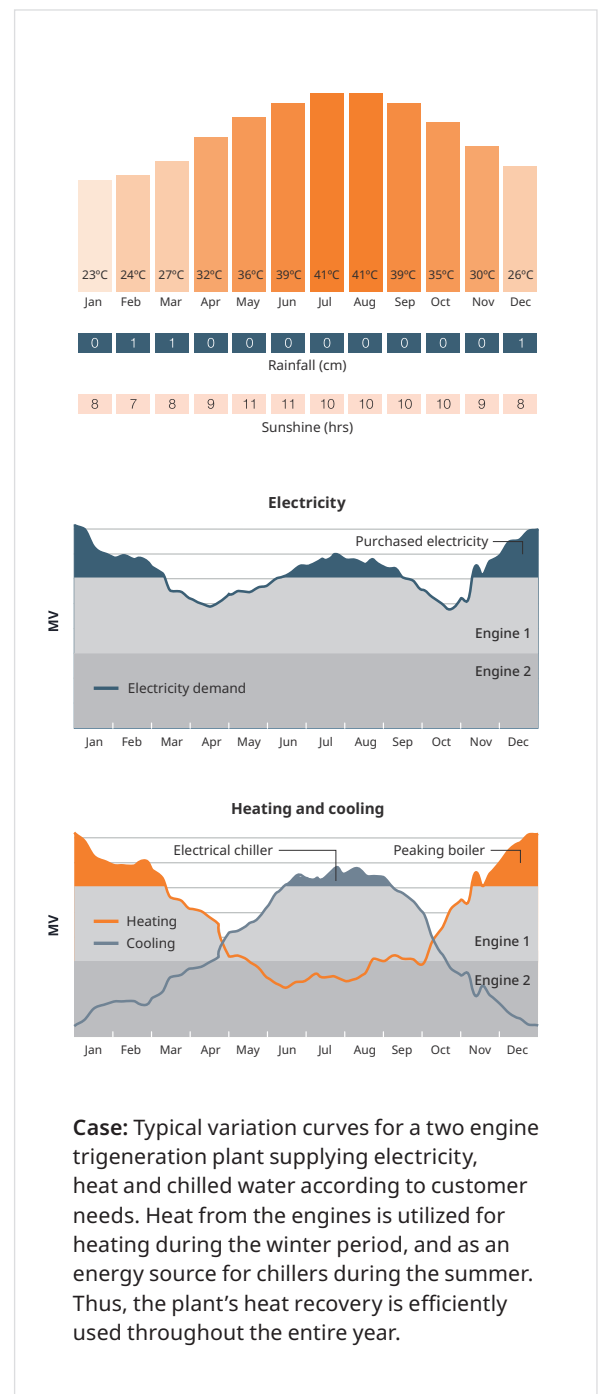 23°C 24°C 27°C 32°C 36°C 39°C 41°C 41°C 39°C 35°C 30°C 26°C
Jan Feb Mar Apr May Jun Jul Aug Sep Oct Nov Dec
0 1 1 0 0 0 0 0 0 0 0 1
Rainfall (cm)
8 7 8 9 11 11 10 10 10 10 9 8
Sunshine (hrs)
Electricity
Purchased electricity
MV
Engine 1
Engine 2
Electricity demand
Jan Feb Mar Apr May Jun Jul Aug Sep Oct Nov Dec
Heating and cooling
Electrical chiller Peaking boiler
MV
Heating
Cooling
Engine 1
Engine 2
Jan Feb Mar Apr May Jun Jul Aug Sep Oct Nov Dec
Case: Typical variation curves for a two engine
trigeneration plant supplying electricity,
heat and chilled water according to customer
needs. Heat from the engines is utilized for
heating during the winter period, and as an
energy source for chillers during the summer.
Thus, the plant's heat recovery is efficiently
used throughout the entire year.